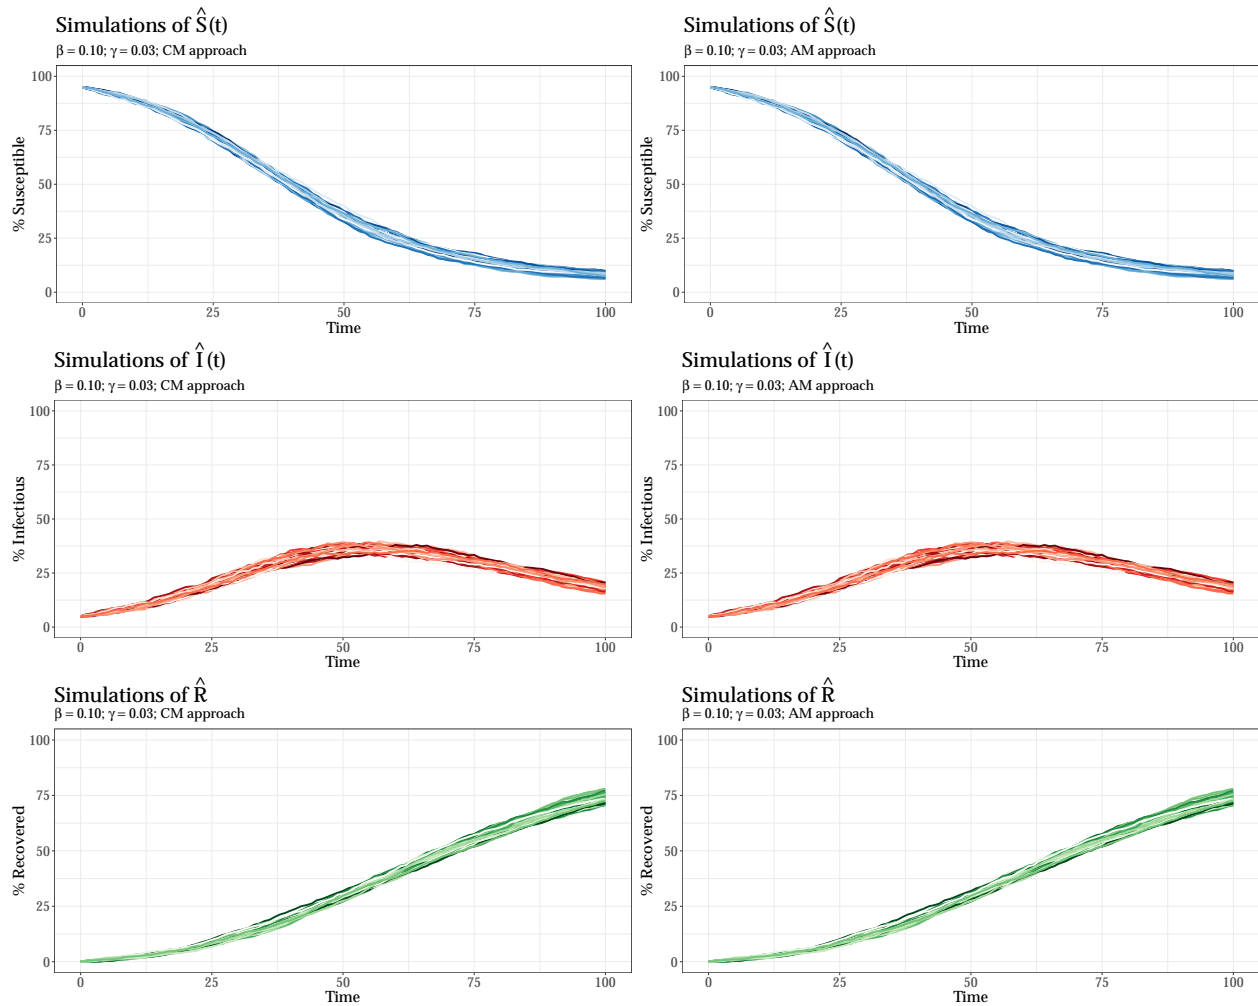 Simulations of Ŝ(t)
β = 0.10; γ = 0.03; CM approach
100
75
50
25
0
% Susceptible
0 25 50 75 100
Time
Simulations of Ŝ(t)
β = 0.10; γ = 0.03; AM approach
100
75
50
25
0
% Susceptible
0 25 50 75 100
Time
Simulations of Î(t)
β = 0.10; γ = 0.03; CM approach
100
75
50
25
0
% Infectious
0 25 50 75 100
Time
Simulations of Î(t)
β = 0.10; γ = 0.03; AM approach
100
75
50
25
0
% Infectious
0 25 50 75 100
Time
Simulations of R̂
β = 0.10; γ = 0.03; CM approach
100
75
50
25
0
% Recovered
0 25 50 75 100
Time
Simulations of R̂
β = 0.10; γ = 0.03; AM approach
100
75
50
25
0
% Recovered
0 25 50 75 100
Time